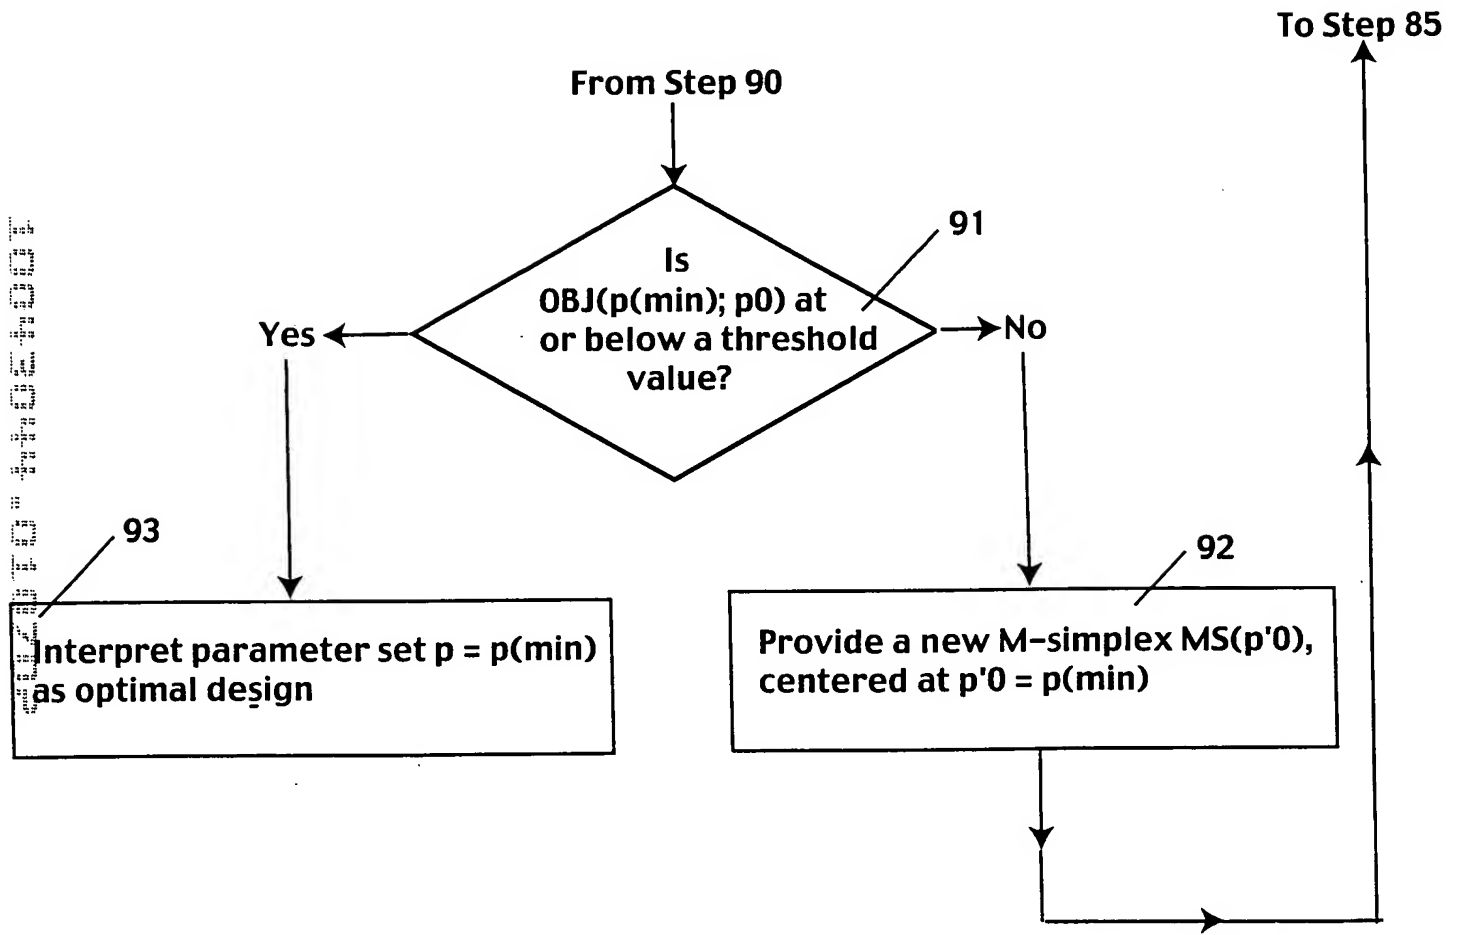 To Step 85
From Step 90
91
Is
OBJ(p(min); p0) at
or below a threshold
value?
Yes
No
93
92
Interpret parameter set p = p(min)
as optimal design
Provide a new M-simplex MS(p'0),
centered at p'0 = p(min)